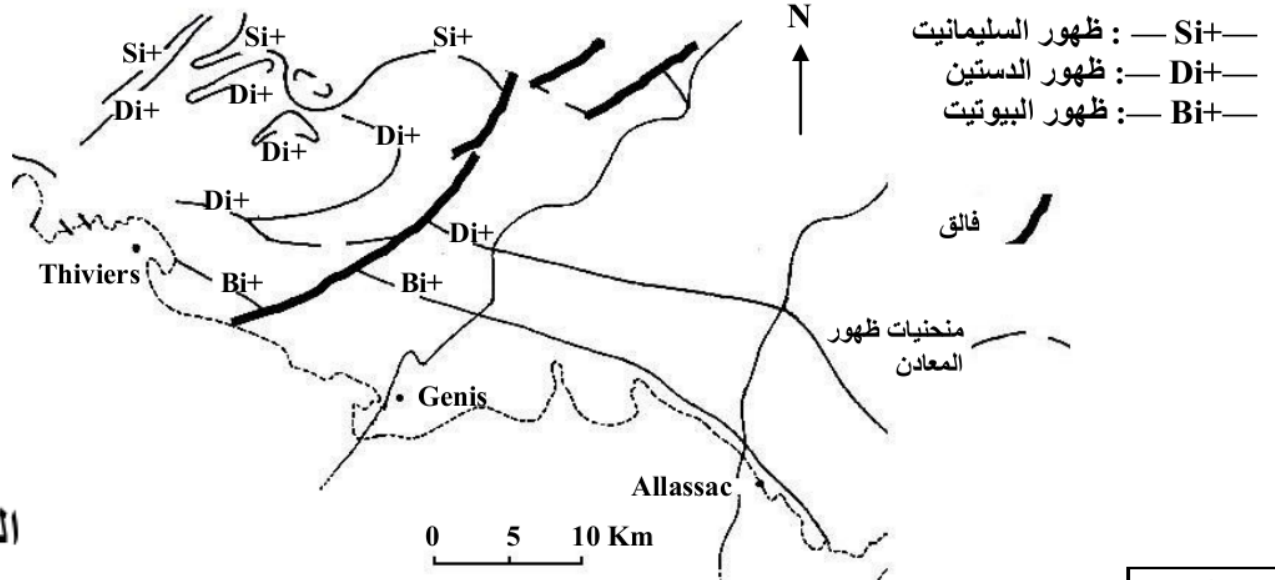 N
—Si+— : ظهور السليمانيت
—Di+— : ظهور الدستين
—Bi+— : ظهور البيوتيت
Si+
Si+
Si+
Di+
Di+
Di+
Di+
Di+
Di+
فالق
Thiviers
Bi+
Bi+
منحنيات ظهور
المعادن
Genis
Allassac
0 5 10 Km